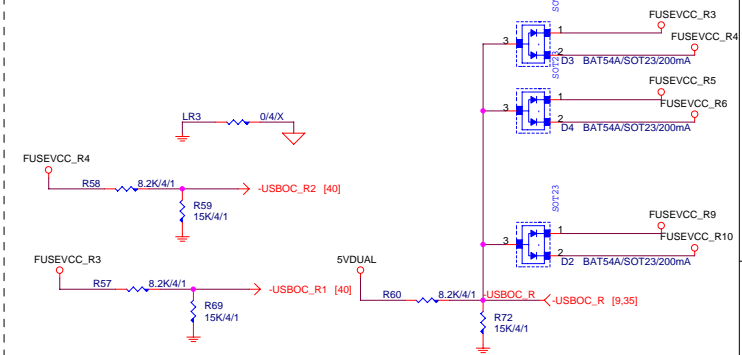 SO
FUSEVCC_R3
1
FUSEVCC_R4
3
2
D3 BAT54A/SOT23/200mA
SOT23
FUSEVCC_R5
1
FUSEVCC_R6
3
2
D4 BAT54A/SOT23/200mA
LR3 0/4/X
FUSEVCC_R4
R58 8.2K/4/1
-USBOC_R2 [40]
R59
15K/4/1
SOT23
FUSEVCC_R9
1
FUSEVCC_R10
3
2
D2 BAT54A/SOT23/200mA
FUSEVCC_R3
R57 8.2K/4/1
-USBOC_R1 [40]
R69
15K/4/1
5VDUAL
R60 8.2K/4/1
-USBOC_R
-USBOC_R [9,35]
R72
15K/4/1